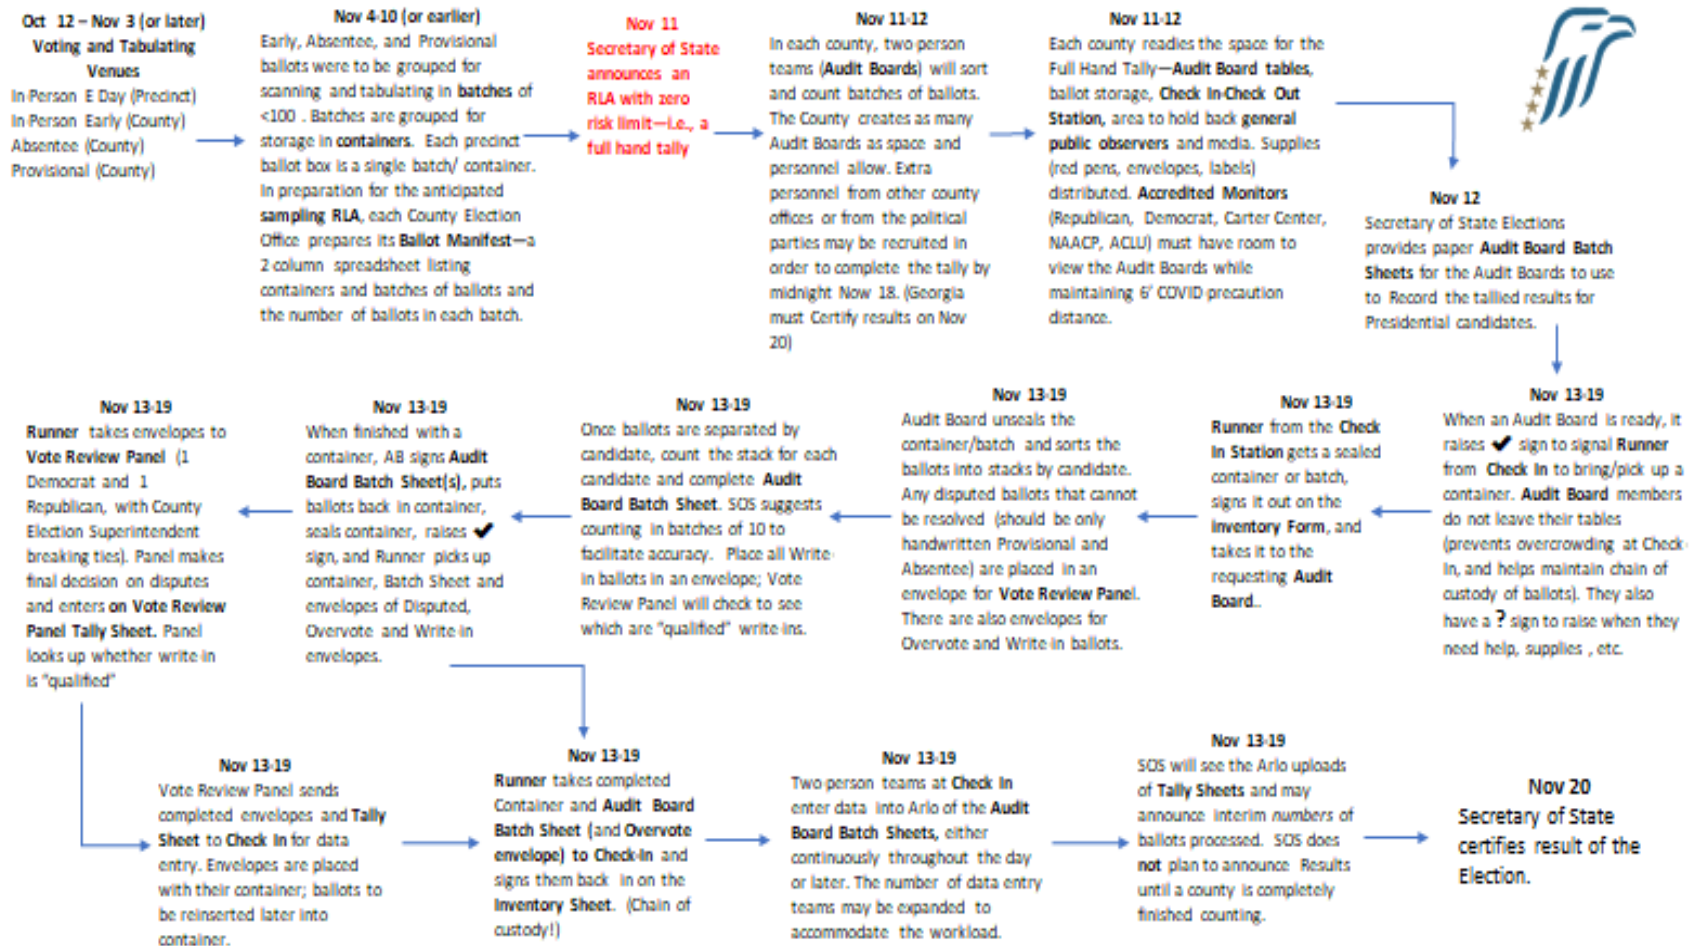 Oct 12 – Nov 3 (or later)
Voting and Tabulating
Venues
In-Person E Day (Precinct)
In-Person Early (County)
Absentee (County)
Provisional (County)
Nov 4-10 (or earlier)
Early, Absentee, and Provisional
ballots were to be grouped for
scanning and tabulating in batches of
<100 . Batches are grouped for
storage in containers. Each precinct
ballot box is a single batch/ container.
In preparation for the anticipated
sampling RLA, each County Election
Office prepares its Ballot Manifest—a
2 column spreadsheet listing
containers and batches of ballots and
the number of ballots in each batch.
Nov 11
Secretary of State
announces an
RLA with zero
risk limit—i.e., a
full hand tally
Nov 11-12
In each county, two person
teams (Audit Boards) will sort
and count batches of ballots.
The County creates as many
Audit Boards as space and
personnel allow. Extra
personnel from other county
offices or from the political
parties may be recruited in
order to complete the tally by
midnight Now 18. (Georgia
must Certify results on Nov
20)
Nov 11-12
Each county readies the space for the
Full Hand Tally—Audit Board tables,
ballot storage, Check In-Check Out
Station, area to hold back general
public observers and media. Supplies
(red pens, envelopes, labels)
distributed. Accredited Monitors
(Republican, Democrat, Carter Center,
NAACP, ACLU) must have room to
view the Audit Boards while
maintaining 6' COVID precaution
distance.
Nov 12
Secretary of State Elections
provides paper Audit Board Batch
Sheets for the Audit Boards to use
to Record the tallied results for
Presidential candidates.
Nov 13-19
When an Audit Board is ready, it
raises ✔ sign to signal Runner
from Check In to bring/pick up a
container. Audit Board members
do not leave their tables
(prevents overcrowding at Check-
In, and helps maintain chain of
custody of ballots). They also
have a ? sign to raise when they
need help, supplies , etc.
Nov 13-19
Runner from the Check
In Station gets a sealed
container or batch,
signs it out on the
Inventory Form, and
takes it to the
requesting Audit
Board..
Nov 13-19
Audit Board unseals the
container/batch and sorts the
ballots into stacks by candidate.
Any disputed ballots that cannot
be resolved (should be only
handwritten Provisional and
Absentee) are placed in an
envelope for Vote Review Panel.
There are also envelopes for
Overvote and Write-in ballots.
Nov 13-19
Once ballots are separated by
candidate, count the stack for each
candidate and complete Audit
Board Batch Sheet. SOS suggests
counting in batches of 10 to
facilitate accuracy. Place all Write-
in ballots in an envelope; Vote
Review Panel will check to see
which are "qualified" write-ins.
Nov 13-19
When finished with a
container, AB signs Audit
Board Batch Sheet(s), puts
ballots back in container,
seals container, raises ✔
sign, and Runner picks up
container, Batch Sheet and
envelopes of Disputed,
Overvote and Write-in
envelopes.
Nov 13-19
Runner takes envelopes to
Vote Review Panel (1
Democrat and 1
Republican, with County
Election Superintendent
breaking ties). Panel makes
final decision on disputes
and enters on Vote Review
Panel Tally Sheet. Panel
looks up whether write-in
is "qualified"
Nov 13-19
Vote Review Panel sends
completed envelopes and Tally
Sheet to Check In for data
entry. Envelopes are placed
with their container; ballots to
be reinserted later into
container.
Nov 13-19
Runner takes completed
Container and Audit Board
Batch Sheet (and Overvote
envelope) to Check-In and
signs them back in on the
Inventory Sheet. (Chain of
custody!)
Nov 13-19
Two person teams at Check In
enter data into Arlo of the Audit
Board Batch Sheets, either
continuously throughout the day
or later. The number of data entry
teams may be expanded to
accommodate the workload.
Nov 13-19
SOS will see the Arlo uploads
of Tally Sheets and may
announce interim numbers of
ballots processed. SOS does
not plan to announce Results
until a county is completely
finished counting.
Nov 20
Secretary of State
certifies result of the
Election.